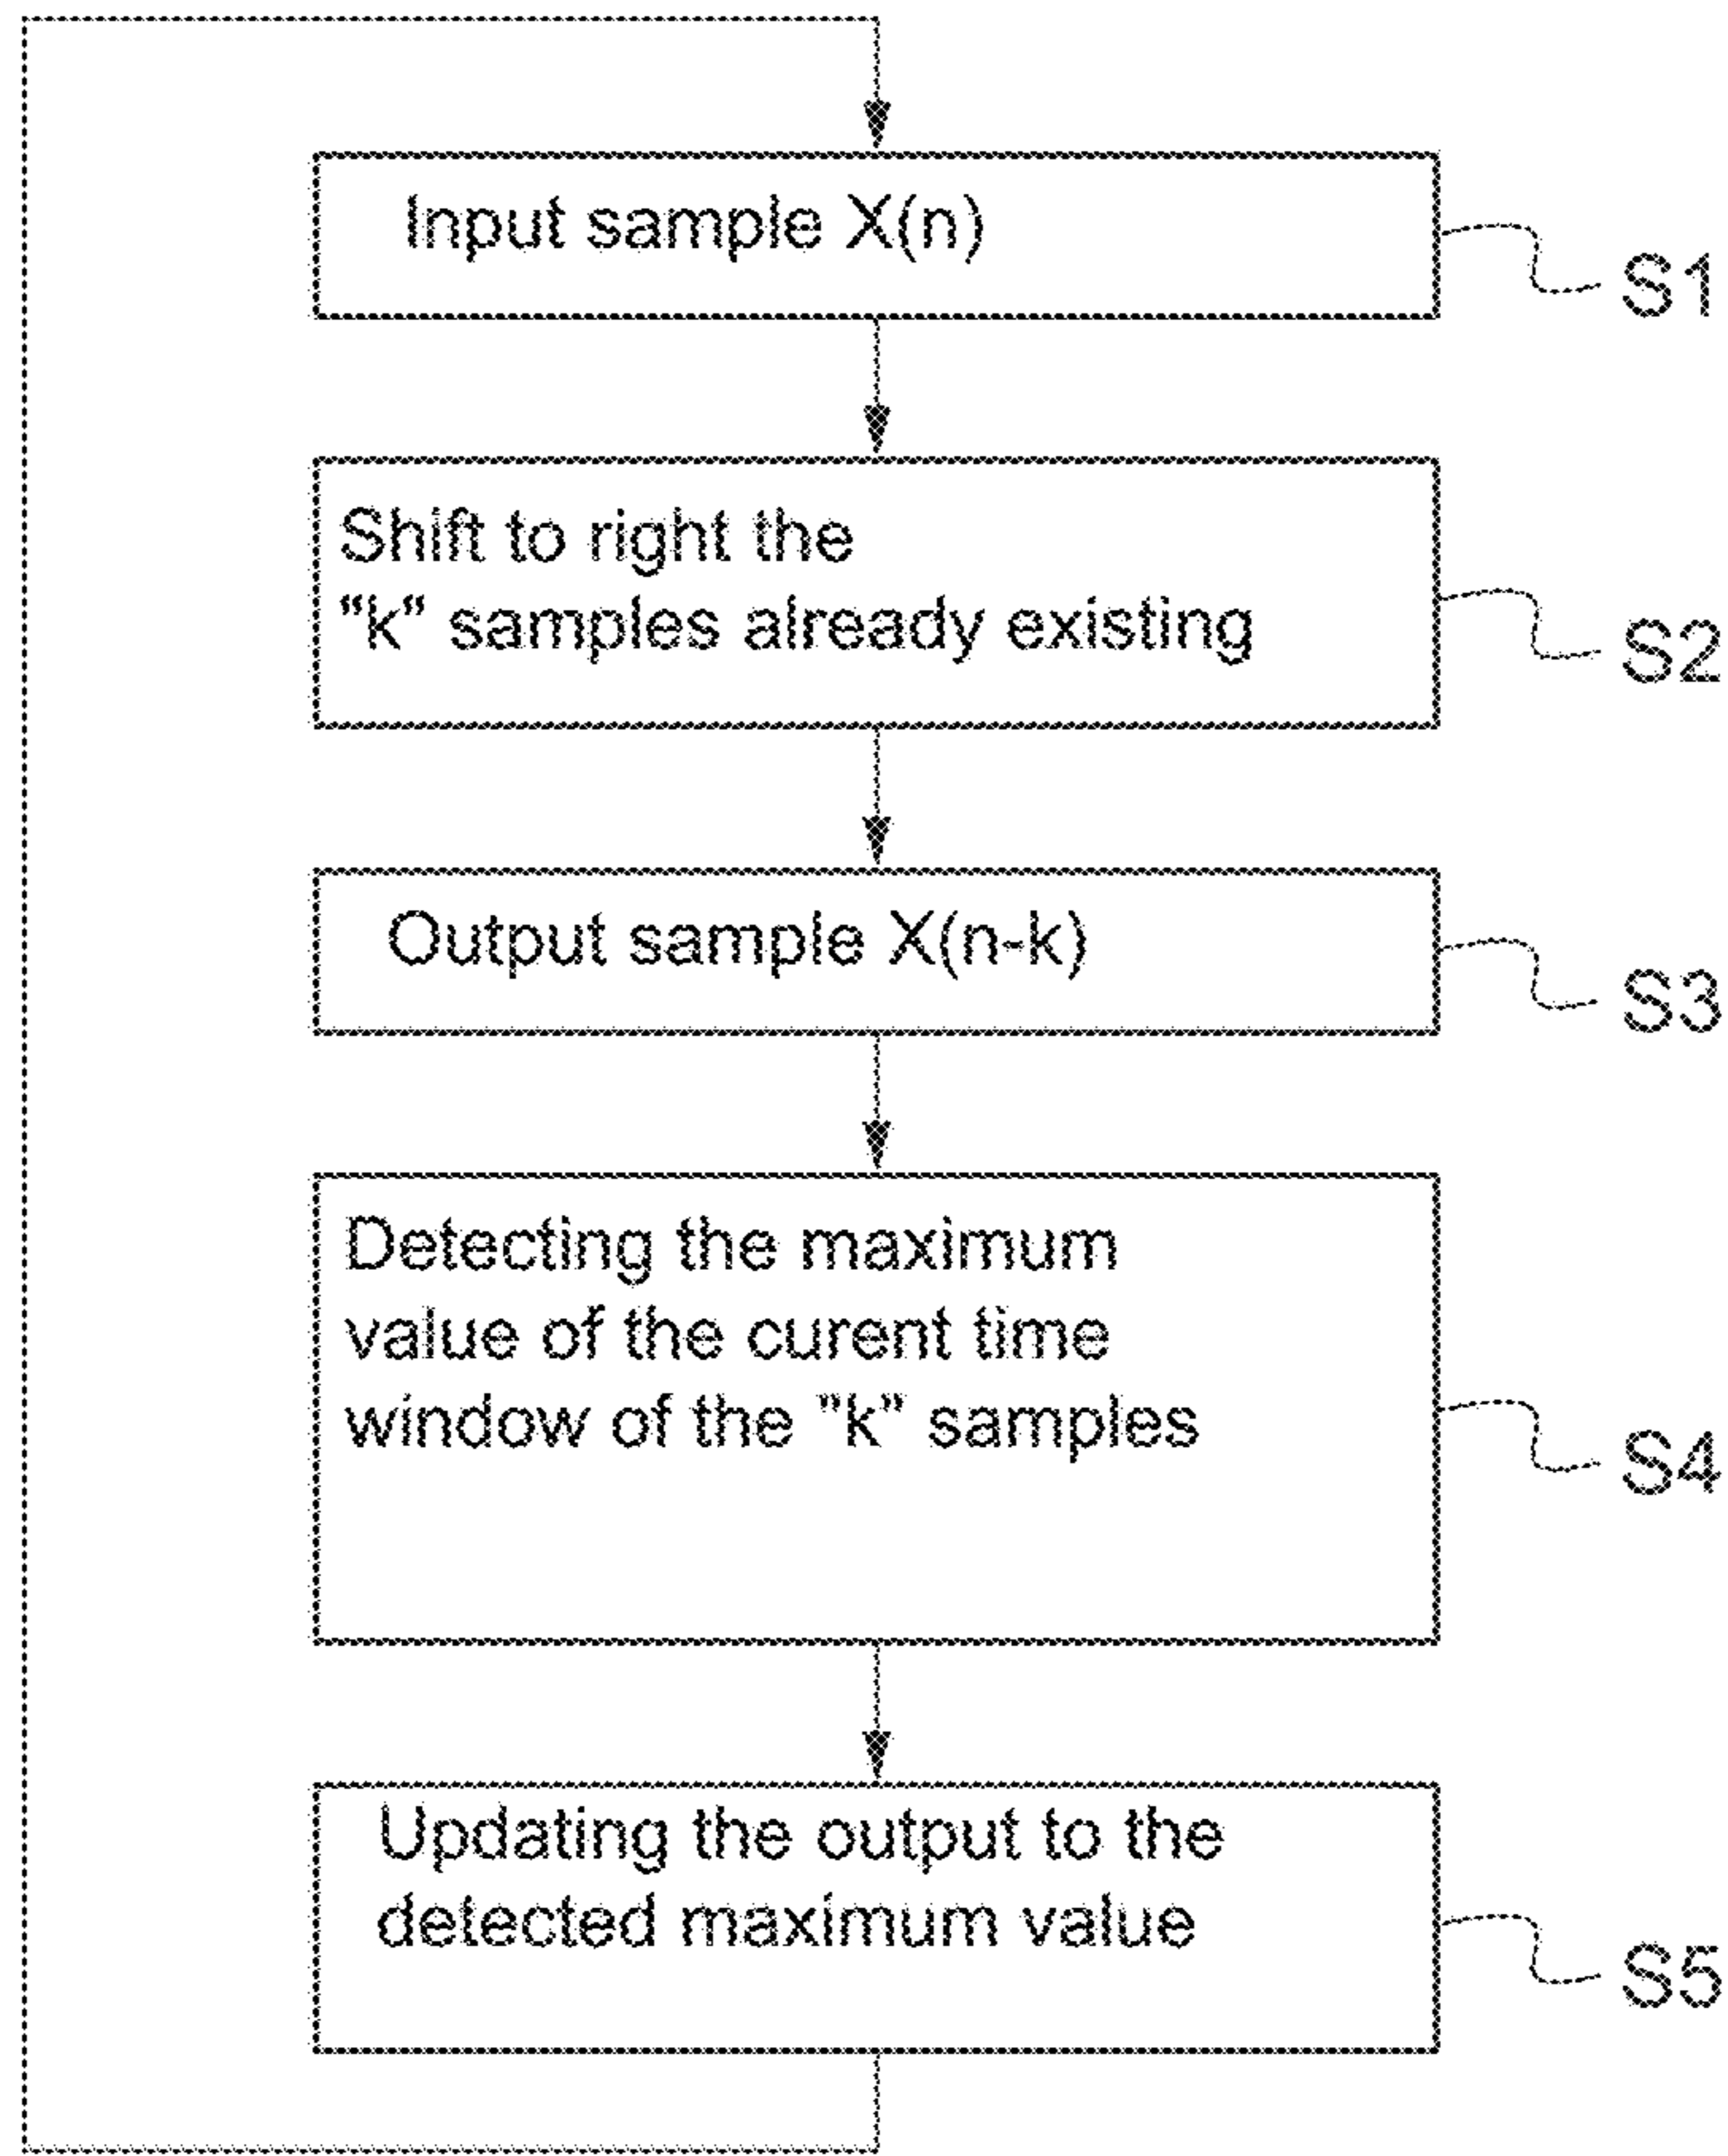 Input sample X(n)
S1
Shift to right the
"k" samples already existing
S2
Output sample X(n-k)
S3
Detecting the maximum
value of the curent time
window of the "k" samples
S4
Updating the output to the
detected maximum value
S5